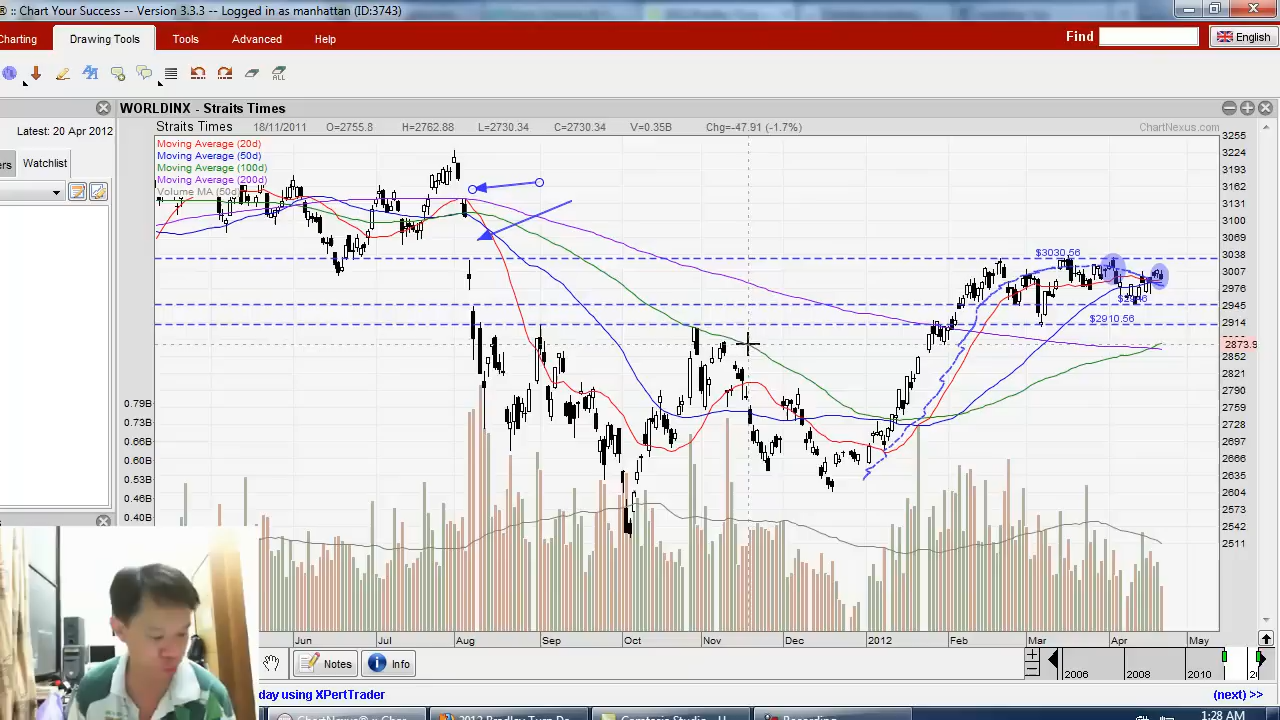 :: Chart Your Success -- Version 3.3.3 -- Logged in as manhattan (ID:3743)
Charting Drawing Tools Tools Advanced Help Find English
ALL
WORLDINX - Straits Times
Latest: 20 Apr 2012
Straits Times 18/11/2011 O=2755.8 H=2762.88 L=2730.34 C=2730.34 V=0.35B Chg=-47.91 (-1.7%) ChartNexus.com
Watchlist
Moving Average (20d)
Moving Average (50d)
Moving Average (100d)
Moving Average (200d)
Volume MA (50d)
3255
3224
3193
3162
3131
3100
3069
3038
3007
2976
2945
2914
2873.9
2852
2821
2790
2759
2728
2697
2666
2635
2604
2573
2542
2511
$3030.56
$2910.56
0.79B
0.73B
0.66B
0.60B
0.53B
0.48B
0.40B
Jun Jul Aug Sep Oct Nov Dec 2012 Feb Mar Apr May
Notes Info
2006 2008 2010
day using XPertTrader (next) >>
1:28 AM